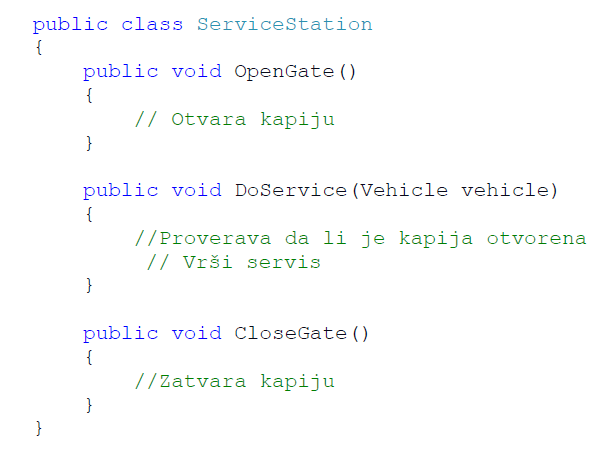 public class ServiceStation
{
    public void OpenGate()
    {
        // Otvara kapiju
    }

    public void DoService(Vehicle vehicle)
    {
        //Proverava da li je kapija otvorena
         // Vrši servis
    }

    public void CloseGate()
    {
        //Zatvara kapiju
    }
}